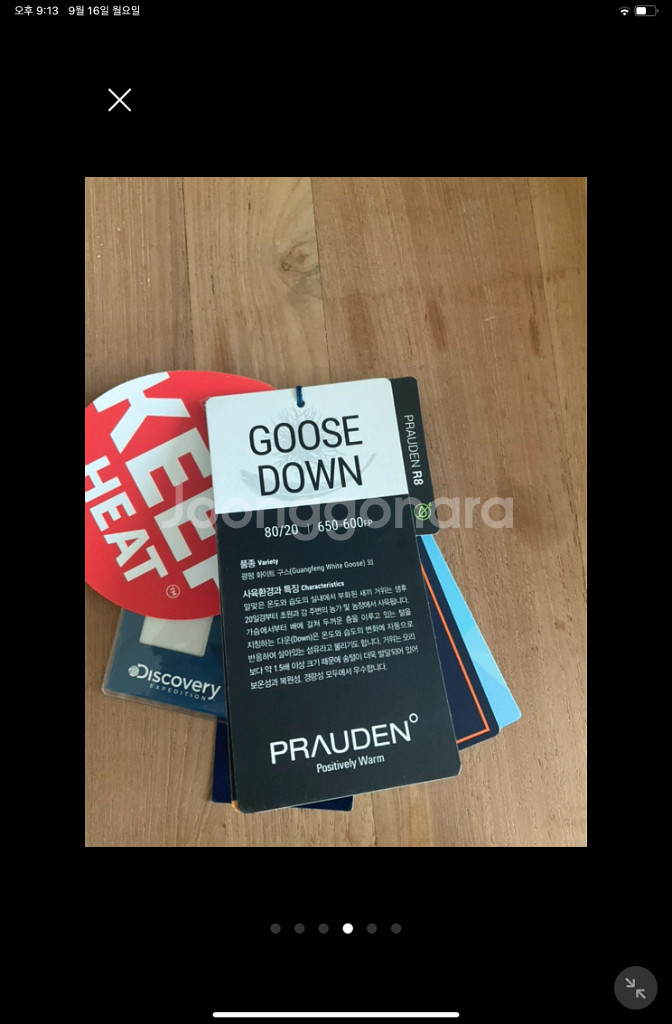 오후 9:13 9월 16일 월요일
KEEP
HEAT
Discovery
EXPEDITION
GOOSE
DOWN
PRAUDEN R8
Joonggonara
80/20 | 650-600FP
품종 Variety
광펑 화이트 구스(Guangfeng White Goose) 외
사육환경과 특징 Characteristics
알맞은 온도와 습도의 실내에서 부화된 새끼 거위는 생후
20일경부터 초원과 강 주변의 농가 및 농장에서 사육됩니다.
가슴에서부터 배에 걸쳐 두꺼운 층을 이루고 있는 털을
지칭하는 다운(Down)은 온도와 습도의 변화에 자동으로
반응하여 살아있는 섬유라고 불리기도 합니다. 거위는 오리
보다 약 1.5배 이상 크기 때문에 솜털이 더욱 발달되어 있어
보온성과 복원성, 경량성 모두에서 우수합니다.
PRAUDEN°
Positively Warm